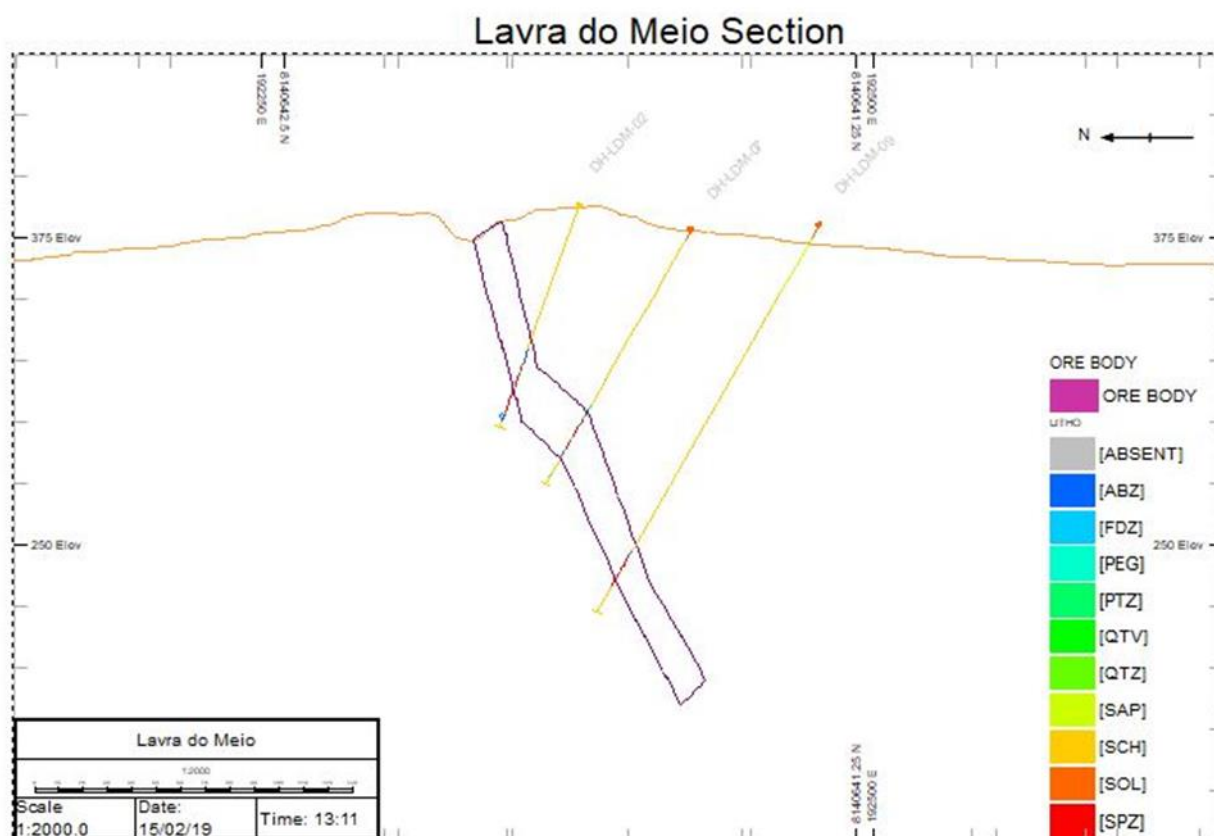 Lavra do Meio Section
192250 E
8140642.5 N
8140641.25 N
192500 E
DH-LDM-02
DH-LDM-07
DH-LDM-09
N
375 Elev
375 Elev
ORE BODY
ORE BODY
LITHO
[ABSENT]
[ABZ]
[FDZ]
[PEG]
[PTZ]
[QTV]
[QTZ]
[SAP]
[SCH]
[SOL]
[SPZ]
250 Elev
250 Elev
8140641.25 N
192500 E
Lavra do Meio
1:2000
Scale
1:2000.0
Date:
15/02/19
Time: 13:11